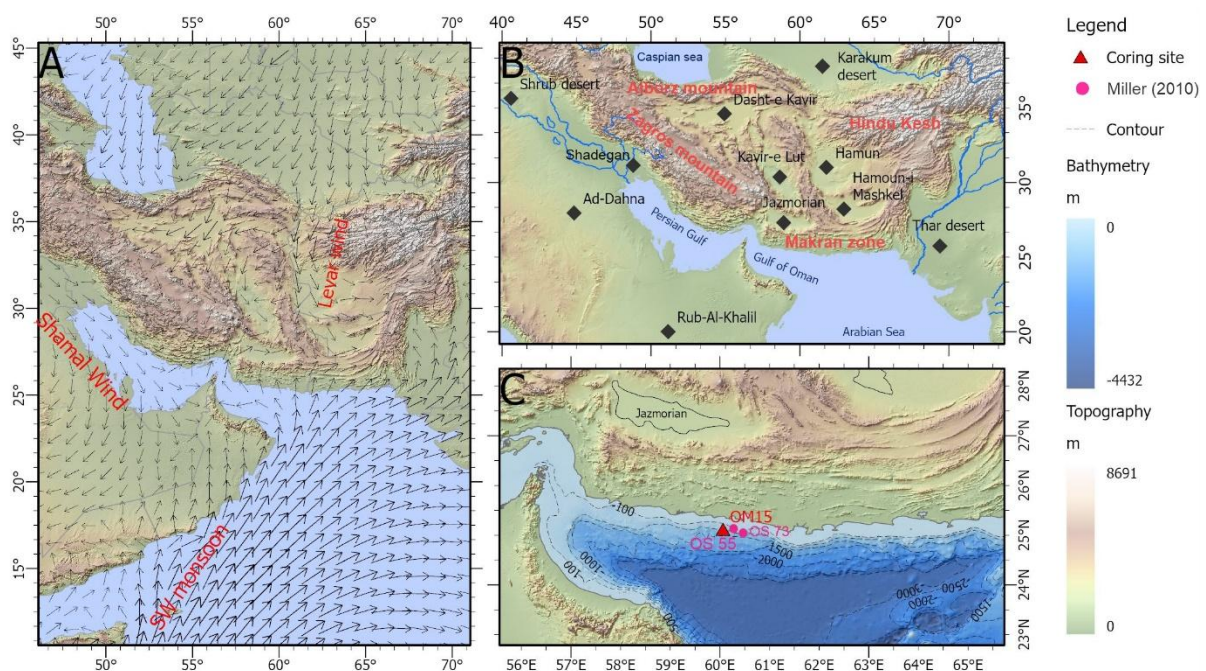 50°
55°
60°
65°
70°
45°
40°
35°
30°
25°
20°
15°
A
Levar wind
Shamal Wind
SW monsoon
50°
55°
60°
65°
70°
40°
45°
50°
55°
60°
65°
70°
B
Caspian sea
Karakum
desert
Shrub desert
Alborz mountain
Dasht-e Kavir
35°
Hindu Kesh
Zagros mountain
Shadegan
Kavir-e Lut
Hamun
30°
Hamoun-i
Mashkel
Ad-Dahna
Jazmorian
Persian Gulf
Makran zone
Thar desert
Gulf of Oman
25°
Rub-Al-Khalil
Arabian Sea
20°
C
28°N
Jazmorian
27°N
26°N
-100
OM15
OS 73
25°N
OS 55
-1500
-2000
-1000
-100
24°N
-2500
-3000
-2000
-1500
23°N
56°E
57°E
58°E
59°E
60°E
61°E
62°E
63°E
64°E
65°E
Legend
Coring site
Miller (2010)
Contour
Bathymetry
m
0
-4432
Topography
m
8691
0